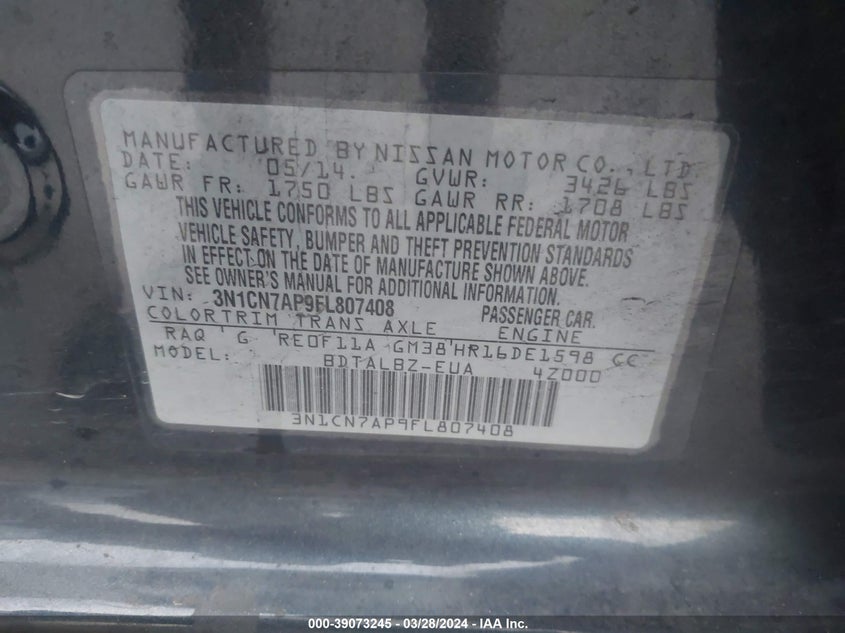 MANUFACTURED BY NISSAN MOTOR CO., LTD.
DATE: 05/14. GVWR: 3426 LBS
GAWR FR: 1750 LBS GAWR RR: 1708 LBS
THIS VEHICLE CONFORMS TO ALL APPLICABLE FEDERAL MOTOR
VEHICLE SAFETY, BUMPER AND THEFT PREVENTION STANDARDS
IN EFFECT ON THE DATE OF MANUFACTURE SHOWN ABOVE.
SEE OWNER'S MANUAL FOR ADDITIONAL INFORMATION.
VIN: 3N1CN7AP9FL807408 PASSENGER CAR.
COLORTRIM TRANS AXLE ENGINE
RAQ ' G 'RE0F11A GM38'HR16DE1598 CC
MODEL: BDTALBZ-EUA 4Z000
3N1CN7AP9FL807408
000-39073245 - 03/28/2024 - IAA, Inc.